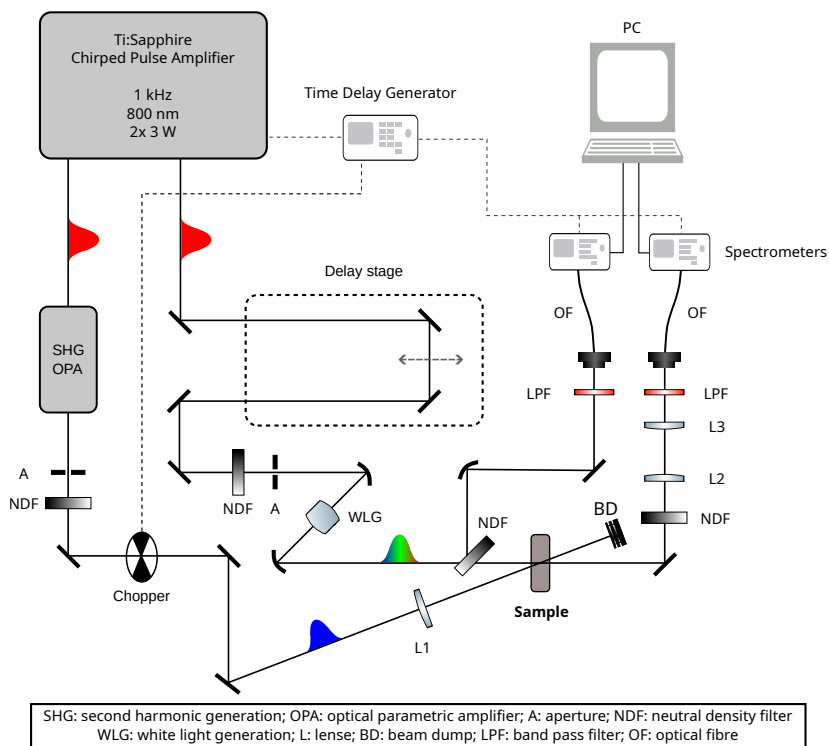 Ti:Sapphire
Chirped Pulse Amplifier
1 kHz
800 nm
2x 3 W
Time Delay Generator
PC
Spectrometers
Delay stage
OF
OF
SHG
OPA
LPF
LPF
L3
A
NDF
L2
NDF
A
WLG
BD
NDF
NDF
Chopper
Sample
L1
SHG: second harmonic generation; OPA: optical parametric amplifier; A: aperture; NDF: neutral density filter
WLG: white light generation; L: lense; BD: beam dump; LPF: band pass filter; OF: optical fibre